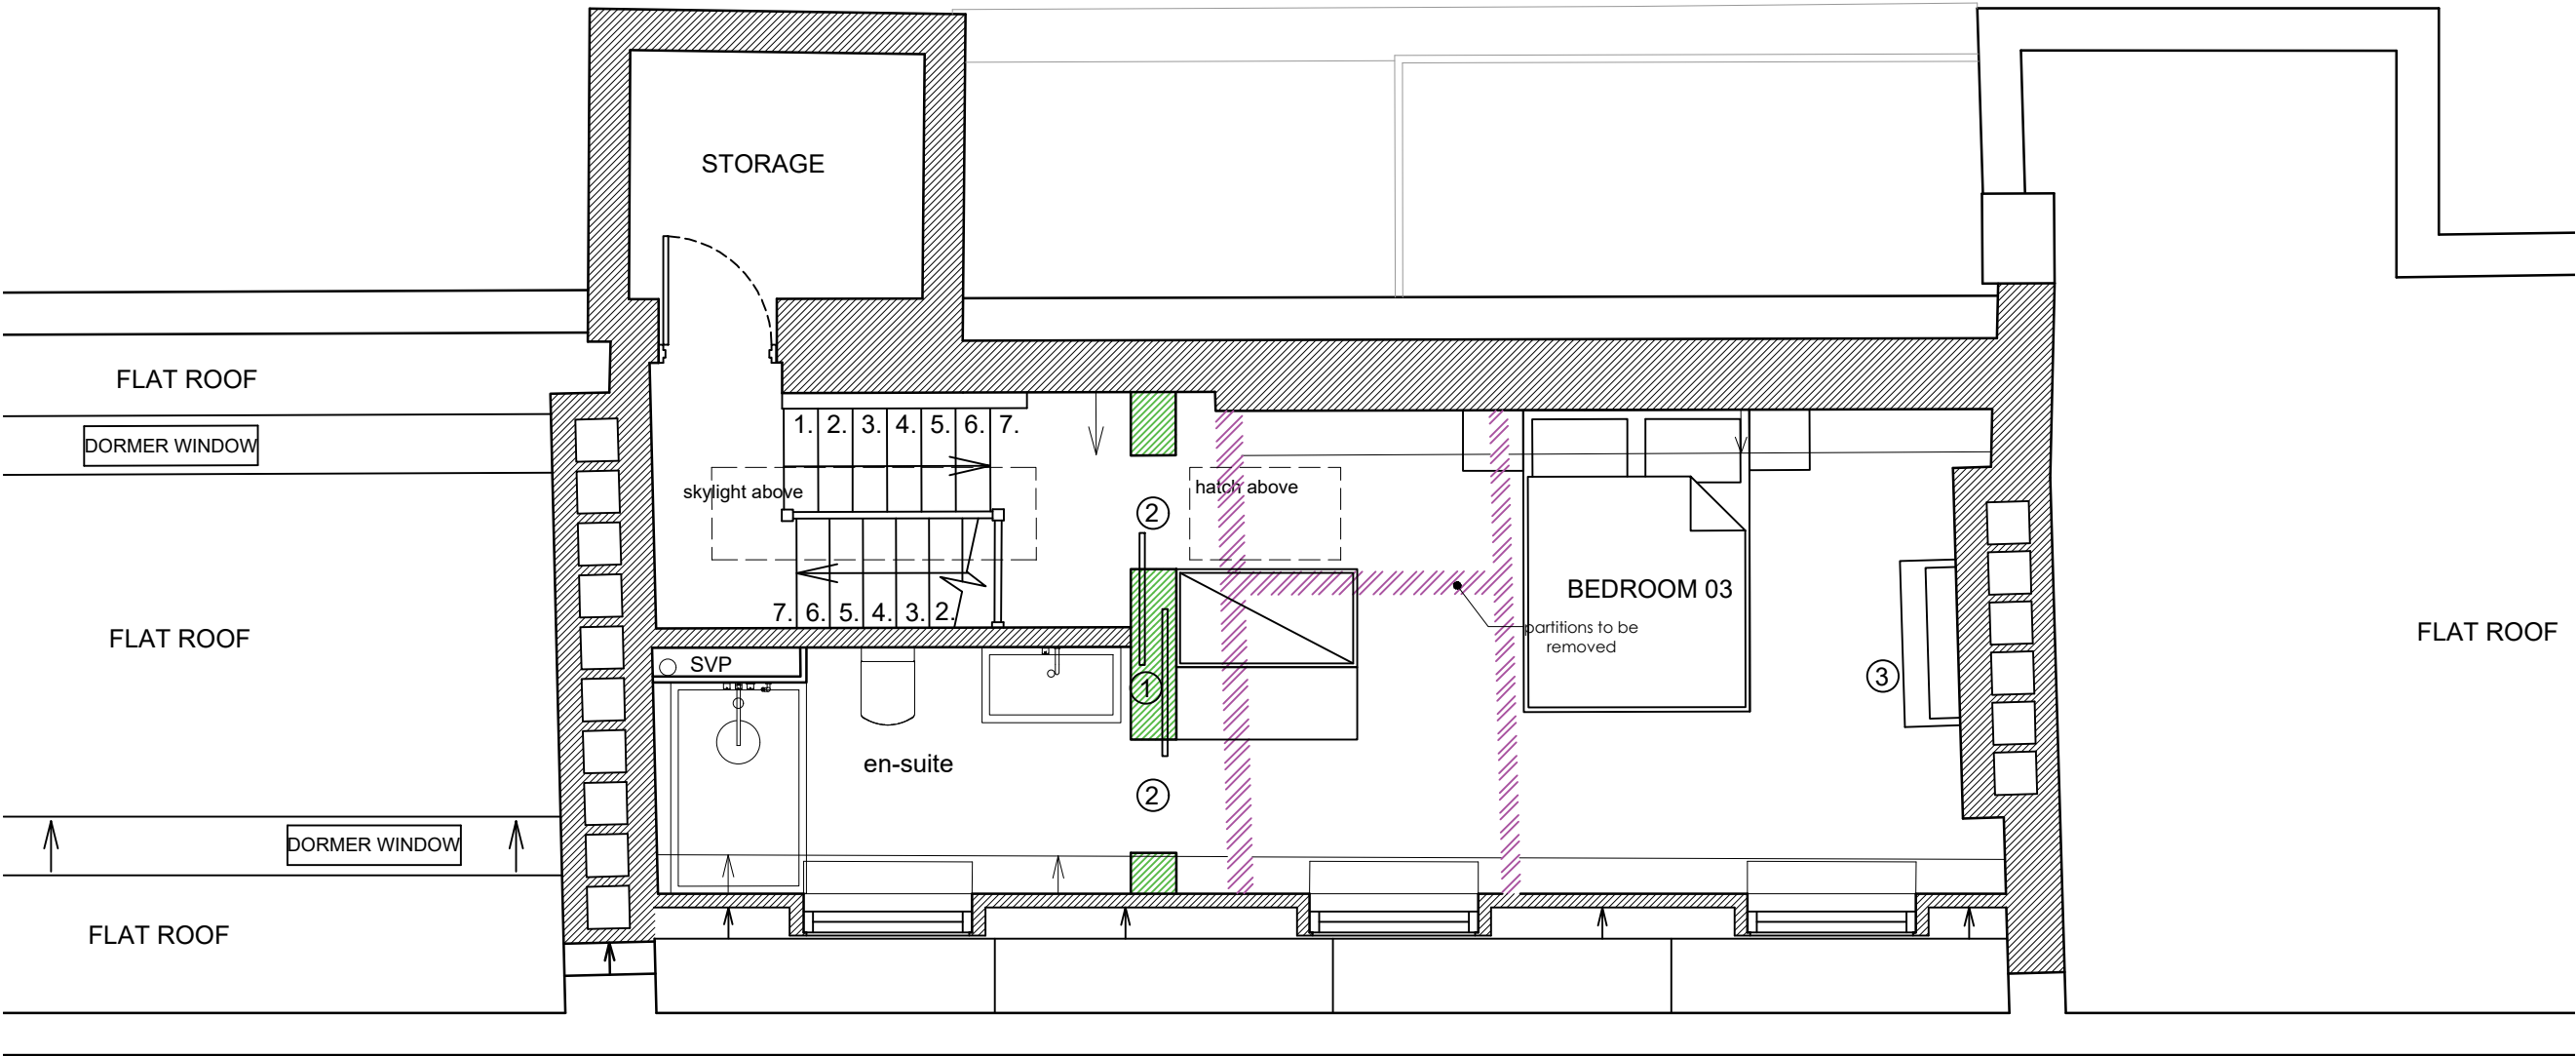 STORAGE
FLAT ROOF
DORMER WINDOW
1. 2. 3. 4. 5. 6. 7.
skylight above
hatch above
2
BEDROOM 03
7. 6. 5. 4. 3. 2.
partitions to be
removed
FLAT ROOF
FLAT ROOF
SVP
1
3
en-suite
2
DORMER WINDOW
FLAT ROOF